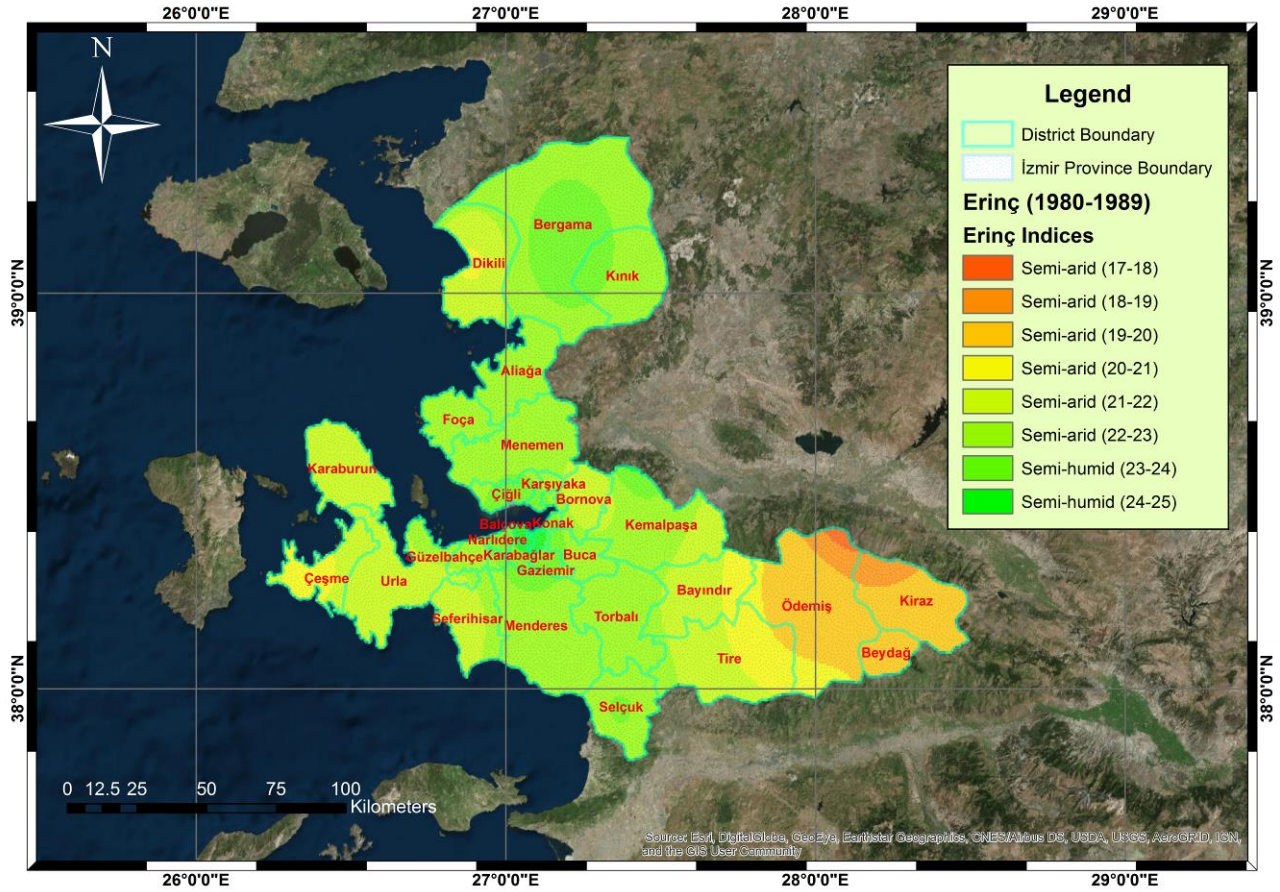 26°0'0"E 27°0'0"E 28°0'0"E 29°0'0"E
N
Legend
District Boundary
İzmir Province Boundary
Erinç (1980-1989)
Erinç Indices
Semi-arid (17-18)
Semi-arid (18-19)
Semi-arid (19-20)
Semi-arid (20-21)
Semi-arid (21-22)
Semi-arid (22-23)
Semi-humid (23-24)
Semi-humid (24-25)
39°0'0"N
39°0'0"N
38°0'0"N
38°0'0"N
Bergama
Dikili
Kınık
Aliağa
Foça
Menemen
Karaburun
Karşıyaka
Çiğli
Bornova
Balçova
Konak
Kemalpaşa
Narlıdere
Güzelbahçe
Karabağlar
Buca
Gaziemir
Çeşme
Urla
Bayındır
Ödemiş
Kiraz
Seferihisar
Menderes
Torbalı
Beydağ
Tire
Selçuk
0 12.5 25 50 75 100
Kilometers
Source: Esri, DigitalGlobe, GeoEye, Earthstar Geographics, CNES/Airbus DS, USDA, USGS, AeroGRID, IGN,
and the GIS User Community
26°0'0"E 27°0'0"E 28°0'0"E 29°0'0"E